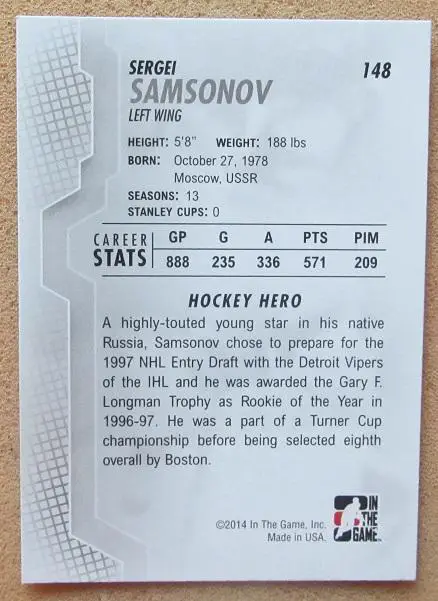 SERGEI 148
SAMSONOV
LEFT WING
HEIGHT: 5'8" WEIGHT: 188 lbs
BORN: October 27, 1978
Moscow, USSR
SEASONS: 13
STANLEY CUPS: 0
CAREER STATS GP G A PTS PIM
888 235 336 571 209
HOCKEY HERO
A highly-touted young star in his native
Russia, Samsonov chose to prepare for the
1997 NHL Entry Draft with the Detroit Vipers
of the IHL and he was awarded the Gary F.
Longman Trophy as Rookie of the Year in
1996-97. He was a part of a Turner Cup
championship before being selected eighth
overall by Boston.
©2014 In The Game, Inc.
Made in USA.
IN
THE
GAME